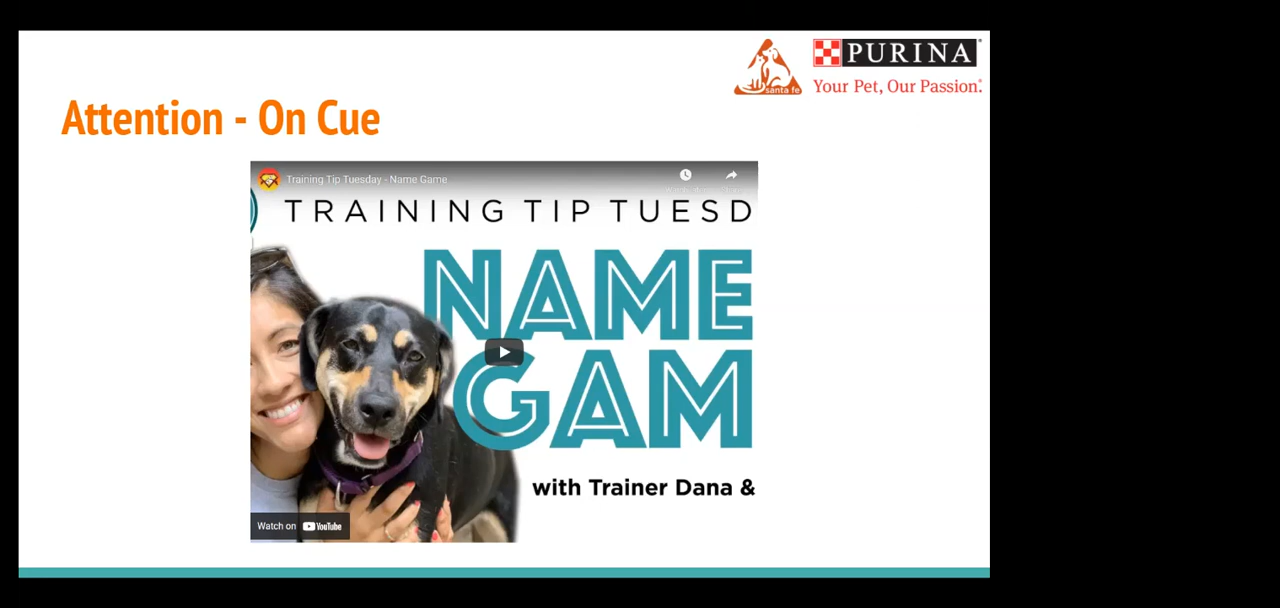 santa fe
PURINA
Your Pet, Our Passion.
Attention - On Cue
Training Tip Tuesday - Name Game
TRAINING TIP TUESD
NAME
GAM
with Trainer Dana &
Watch on YouTube